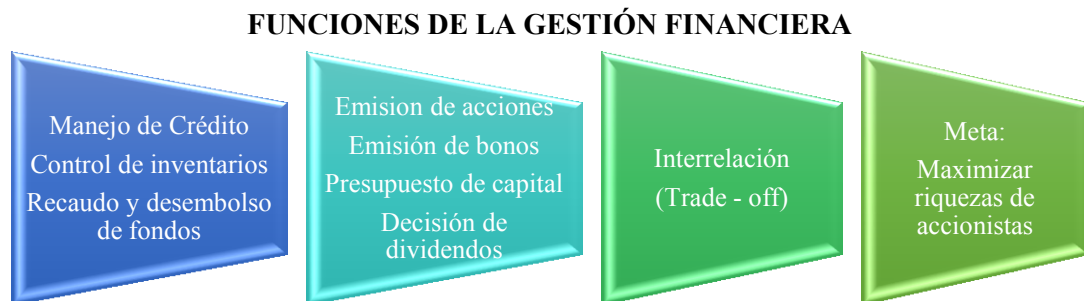 FUNCIONES DE LA GESTIÓN FINANCIERA
Manejo de Crédito
Control de inventarios
Recaudo y desembolso
de fondos
Emision de acciones
Emisión de bonos
Presupuesto de capital
Decisión de
dividendos
Interrelación
(Trade - off)
Meta:
Maximizar
riquezas de
accionistas